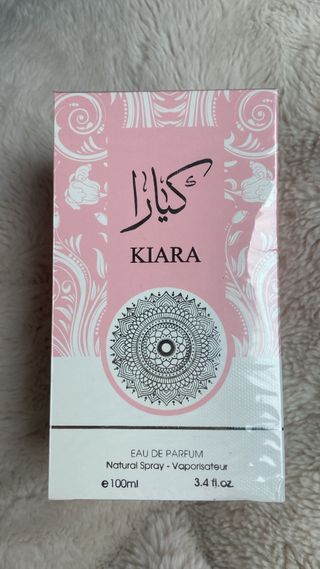 كيارا
KIARA
EAU DE PARFUM
Natural Spray - Vaporisateur
℮100ml 3.4 fl.oz.